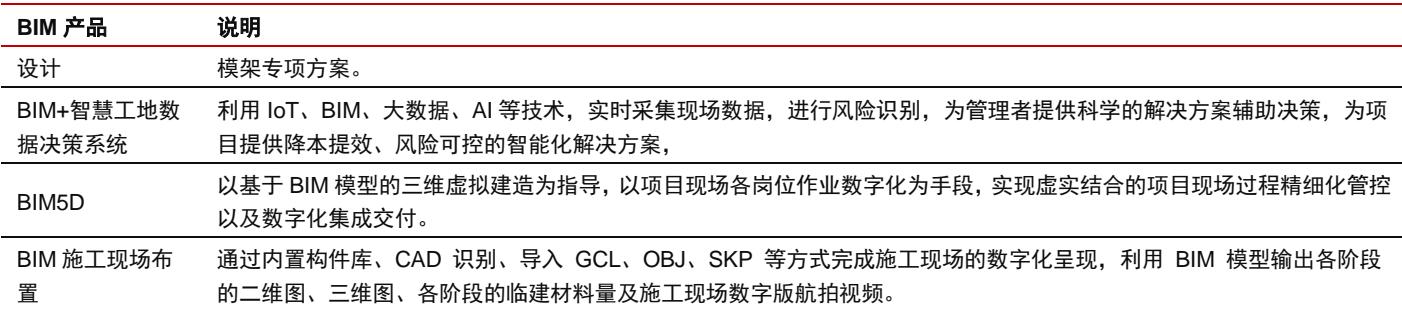 BIM 产品 说明
设计 模架专项方案。
BIM+智慧工地数 利用 IoT、BIM、大数据、AI 等技术，实时采集现场数据，进行风险识别，为管理者提供科学的解决方案辅助决策，为项
据决策系统 目提供降本提效、风险可控的智能化解决方案，
BIM5D 以基于 BIM 模型的三维虚拟建造为指导，以项目现场各岗位作业数字化为手段，实现虚实结合的项目现场过程精细化管控
以及数字化集成交付。
BIM 施工现场布 通过内置构件库、CAD 识别、导入 GCL、OBJ、SKP 等方式完成施工现场的数字化呈现，利用 BIM 模型输出各阶段
置 的二维图、三维图、各阶段的临建材料量及施工现场数字版航拍视频。